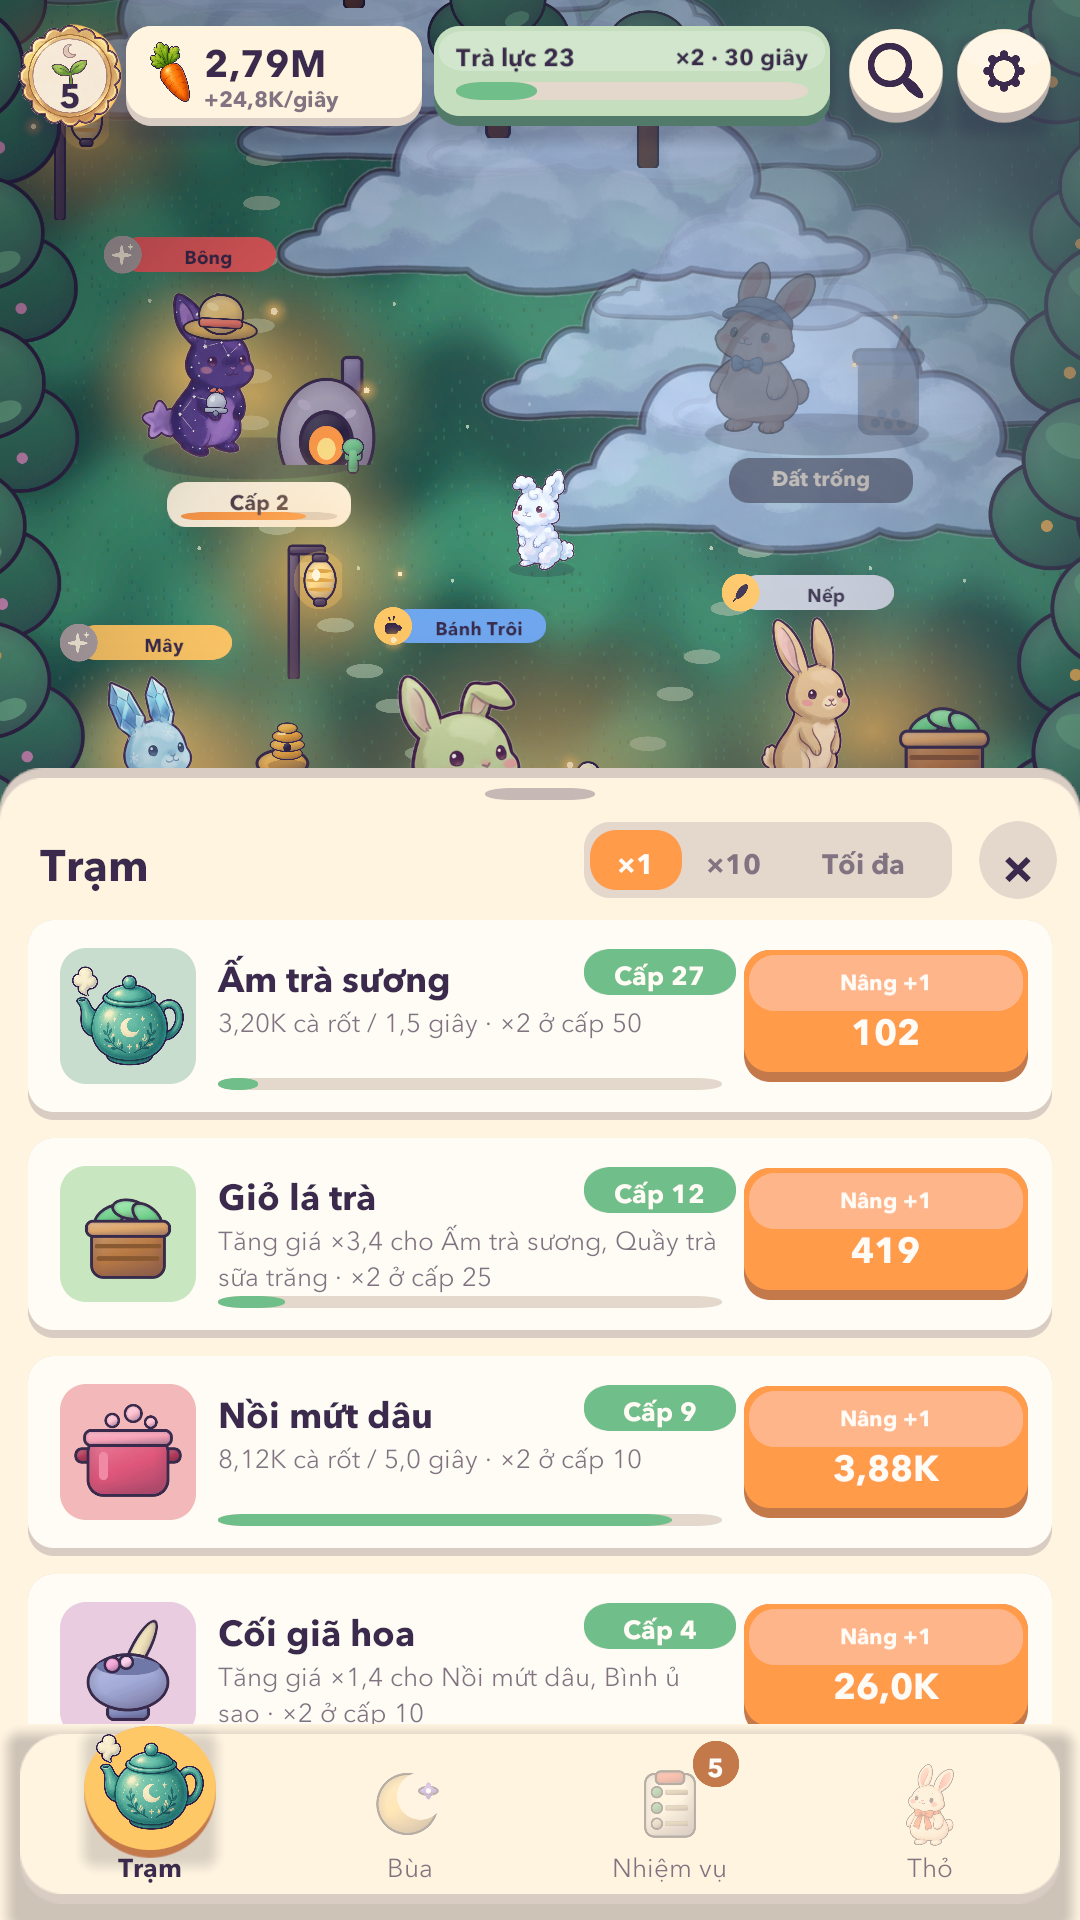 5
2,79M
+24,8K/giây
Trà lực 23
×2 · 30 giây
Bông
Cấp 2
Đất trống
Nếp
Bánh Trôi
Mây
Trạm
×1
×10
Tối đa
×
Ấm trà sương
Cấp 27
3,20K cà rốt / 1,5 giây · ×2 ở cấp 50
Nâng +1
102
Giỏ lá trà
Cấp 12
Tăng giá ×3,4 cho Ấm trà sương, Quầy trà
sữa trăng · ×2 ở cấp 25
Nâng +1
419
Nồi mứt dâu
Cấp 9
8,12K cà rốt / 5,0 giây · ×2 ở cấp 10
Nâng +1
3,88K
Cối giã hoa
Cấp 4
Tăng giá ×1,4 cho Nồi mứt dâu, Bình ủ
sao · ×2 ở cấp 10
Nâng +1
26,0K
Trạm
Bùa
5
Nhiệm vụ
Thỏ